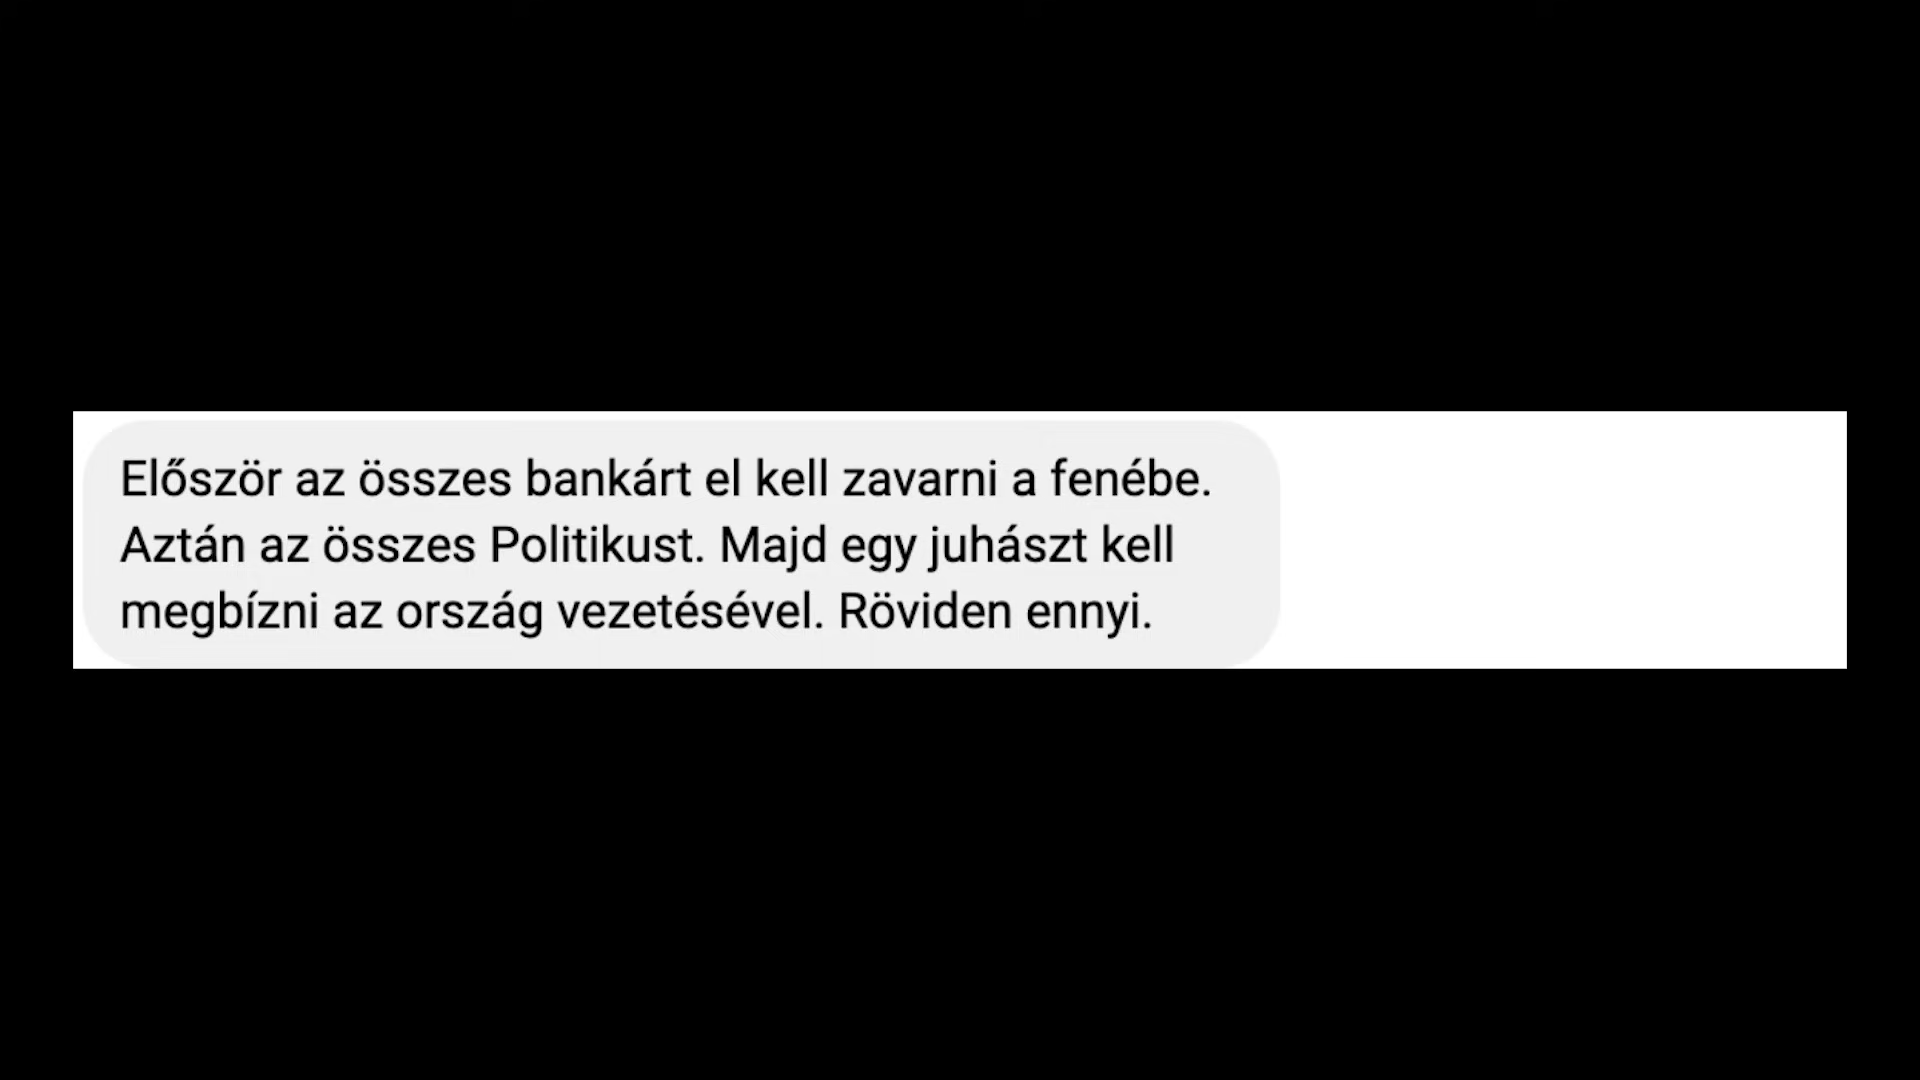 Először az összes bankárt el kell zavarni a fenébe.
Aztán az összes Politikust. Majd egy juhászt kell
megbízni az ország vezetésével. Röviden ennyi.